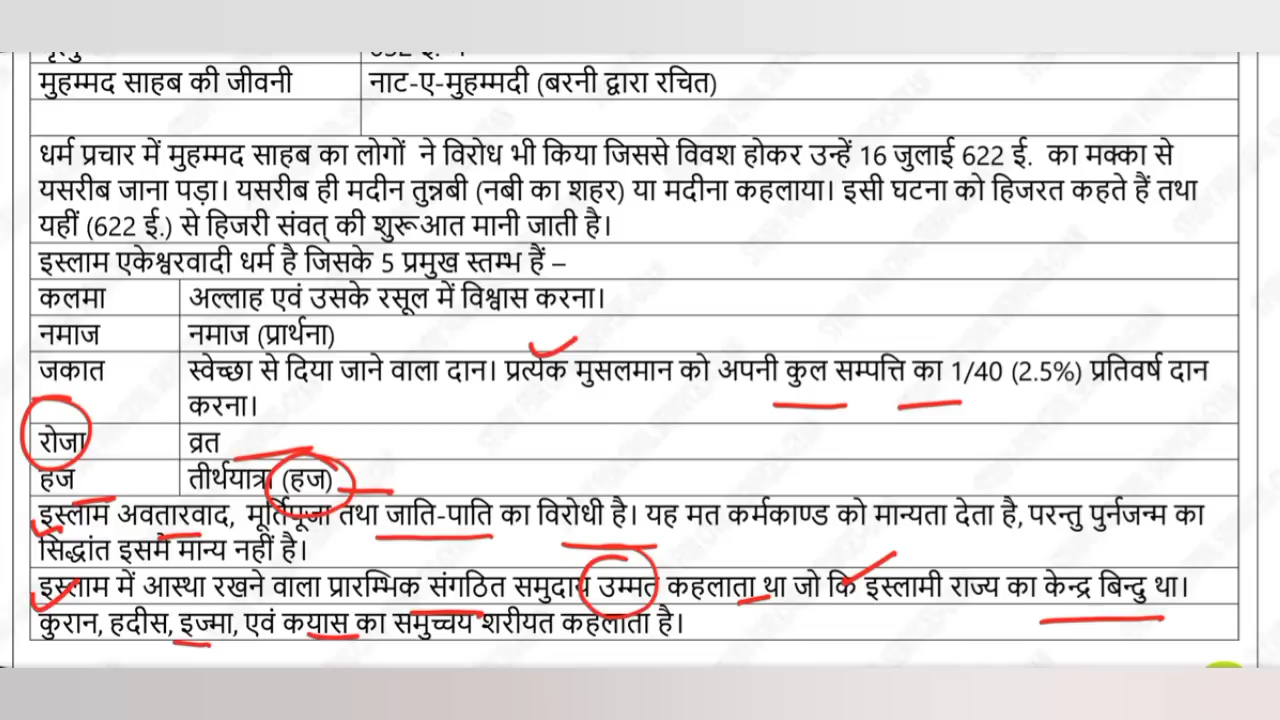 मुहम्मद साहब की जीवनी नाट-ए-मुहम्मदी (बरनी द्वारा रचित)
धर्म प्रचार में मुहम्मद साहब का लोगों ने विरोध भी किया जिससे विवश होकर उन्हें 16 जुलाई 622 ई. का मक्का से
यसरीब जाना पड़ा। यसरीब ही मदीन तुन्नबी (नबी का शहर) या मदीना कहलाया। इसी घटना को हिजरत कहते हैं तथा
यहीं (622 ई.) से हिजरी संवत् की शुरूआत मानी जाती है।
इस्लाम एकेश्वरवादी धर्म है जिसके 5 प्रमुख स्तम्भ हैं –
कलमा अल्लाह एवं उसके रसूल में विश्वास करना।
नमाज नमाज (प्रार्थना)
जकात स्वेच्छा से दिया जाने वाला दान। प्रत्येक मुसलमान को अपनी कुल सम्पत्ति का 1/40 (2.5%) प्रतिवर्ष दान
करना।
रोजा व्रत
हज तीर्थयात्रा (हज)
इस्लाम अवतारवाद, मूर्तिपूजा तथा जाति-पाति का विरोधी है। यह मत कर्मकाण्ड को मान्यता देता है, परन्तु पुर्नजन्म का
सिद्धांत इसमें मान्य नहीं है।
इस्लाम में आस्था रखने वाला प्रारम्भिक संगठित समुदाय उम्मत कहलाता था जो कि इस्लामी राज्य का केन्द्र बिन्दु था।
कुरान, हदीस, इज्मा, एवं कयास का समुच्चय शरीयत कहलाता है।